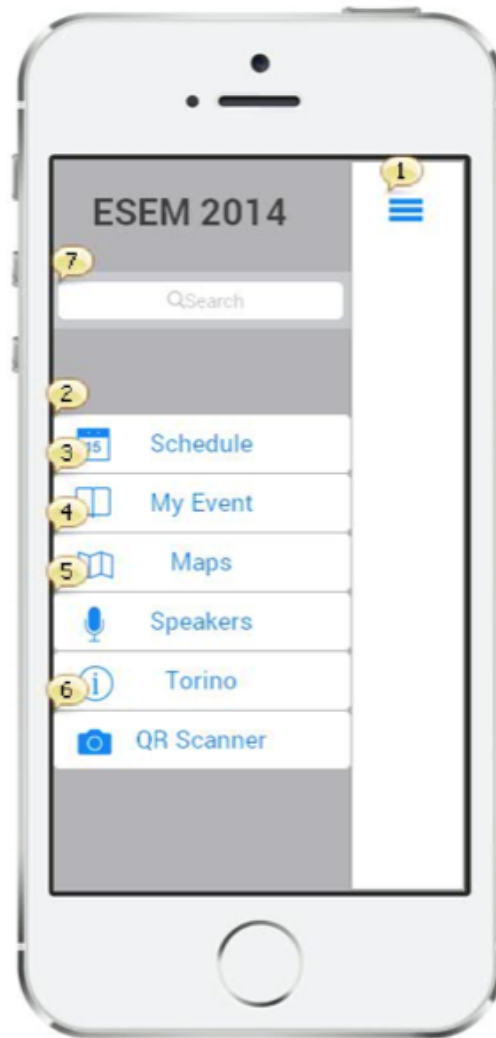 1
ESEM 2014
7
Search
2
Schedule
3
15
My Event
4
Maps
5
Speakers
6
Torino
QR Scanner